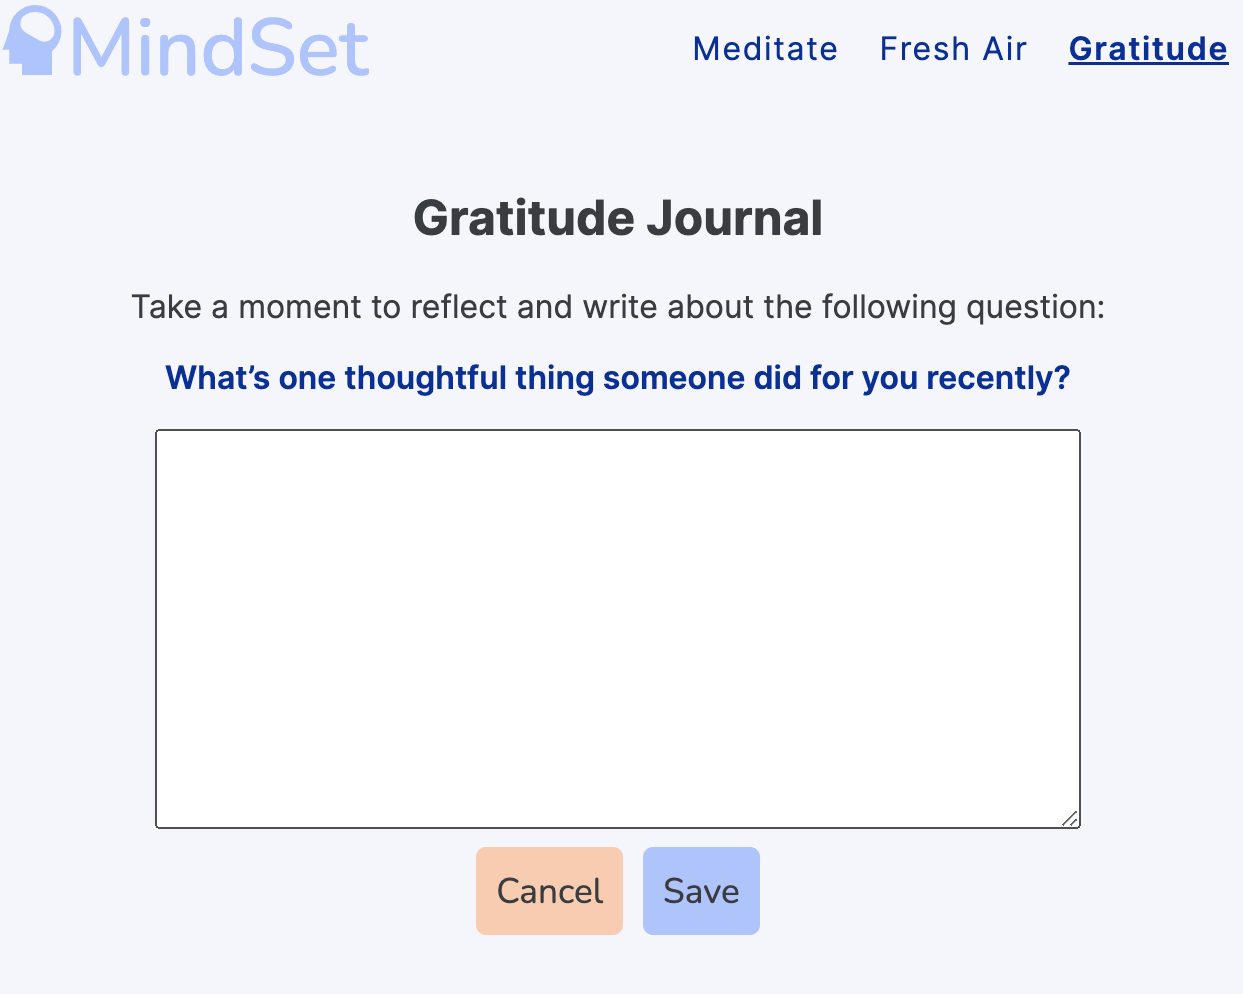 MindSet
Meditate Fresh Air Gratitude
Gratitude Journal
Take a moment to reflect and write about the following question:
What’s one thoughtful thing someone did for you recently?
Cancel Save